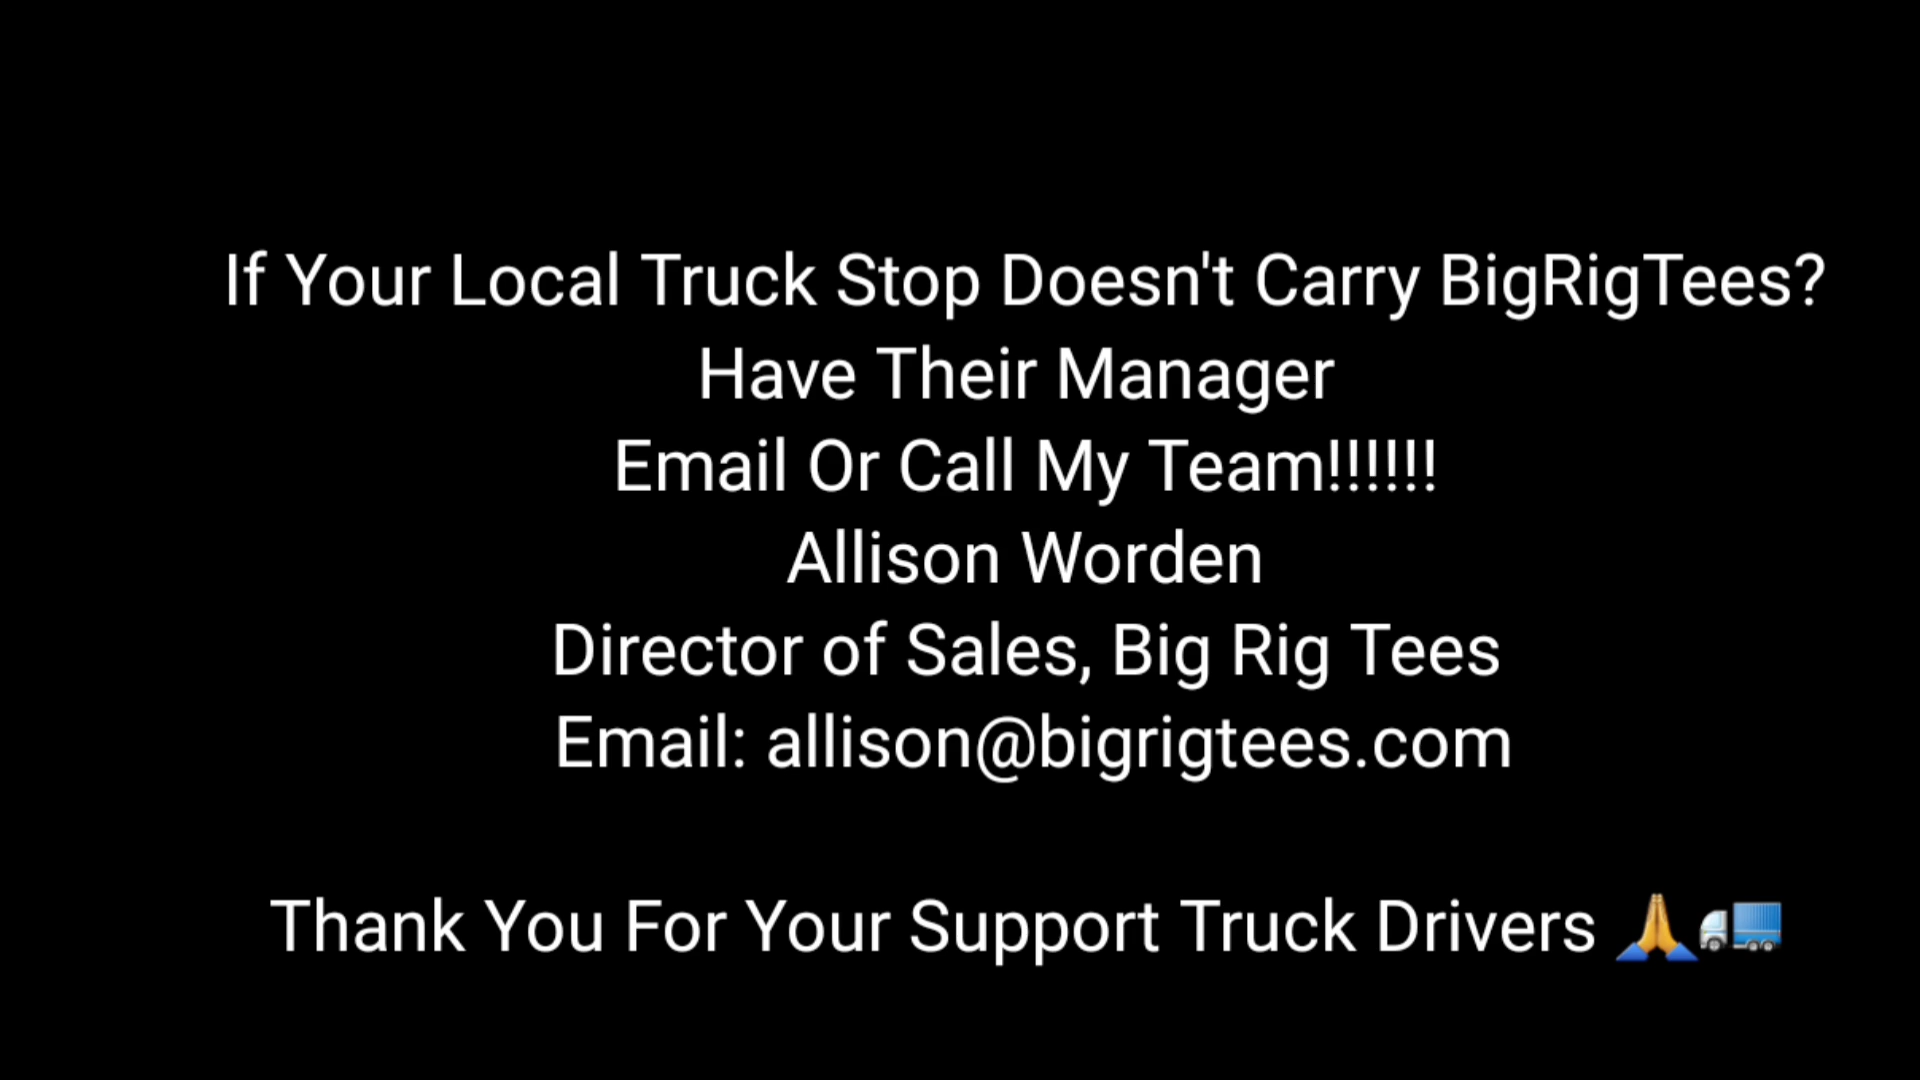 If Your Local Truck Stop Doesn't Carry BigRigTees?
Have Their Manager
Email Or Call My Team!!!!!!
Allison Worden
Director of Sales, Big Rig Tees
Email: allison@bigrigtees.com
Thank You For Your Support Truck Drivers 🙏🚛